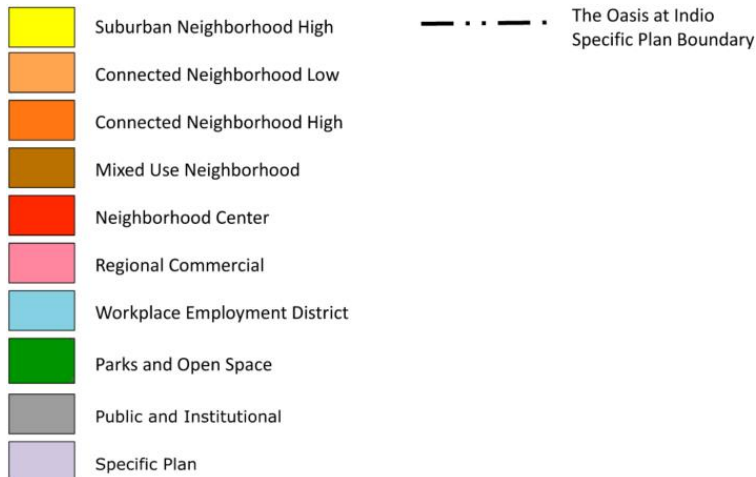 Suburban Neighborhood High
Connected Neighborhood Low
Connected Neighborhood High
Mixed Use Neighborhood
Neighborhood Center
Regional Commercial
Workplace Employment District
Parks and Open Space
Public and Institutional
Specific Plan
The Oasis at Indio
Specific Plan Boundary